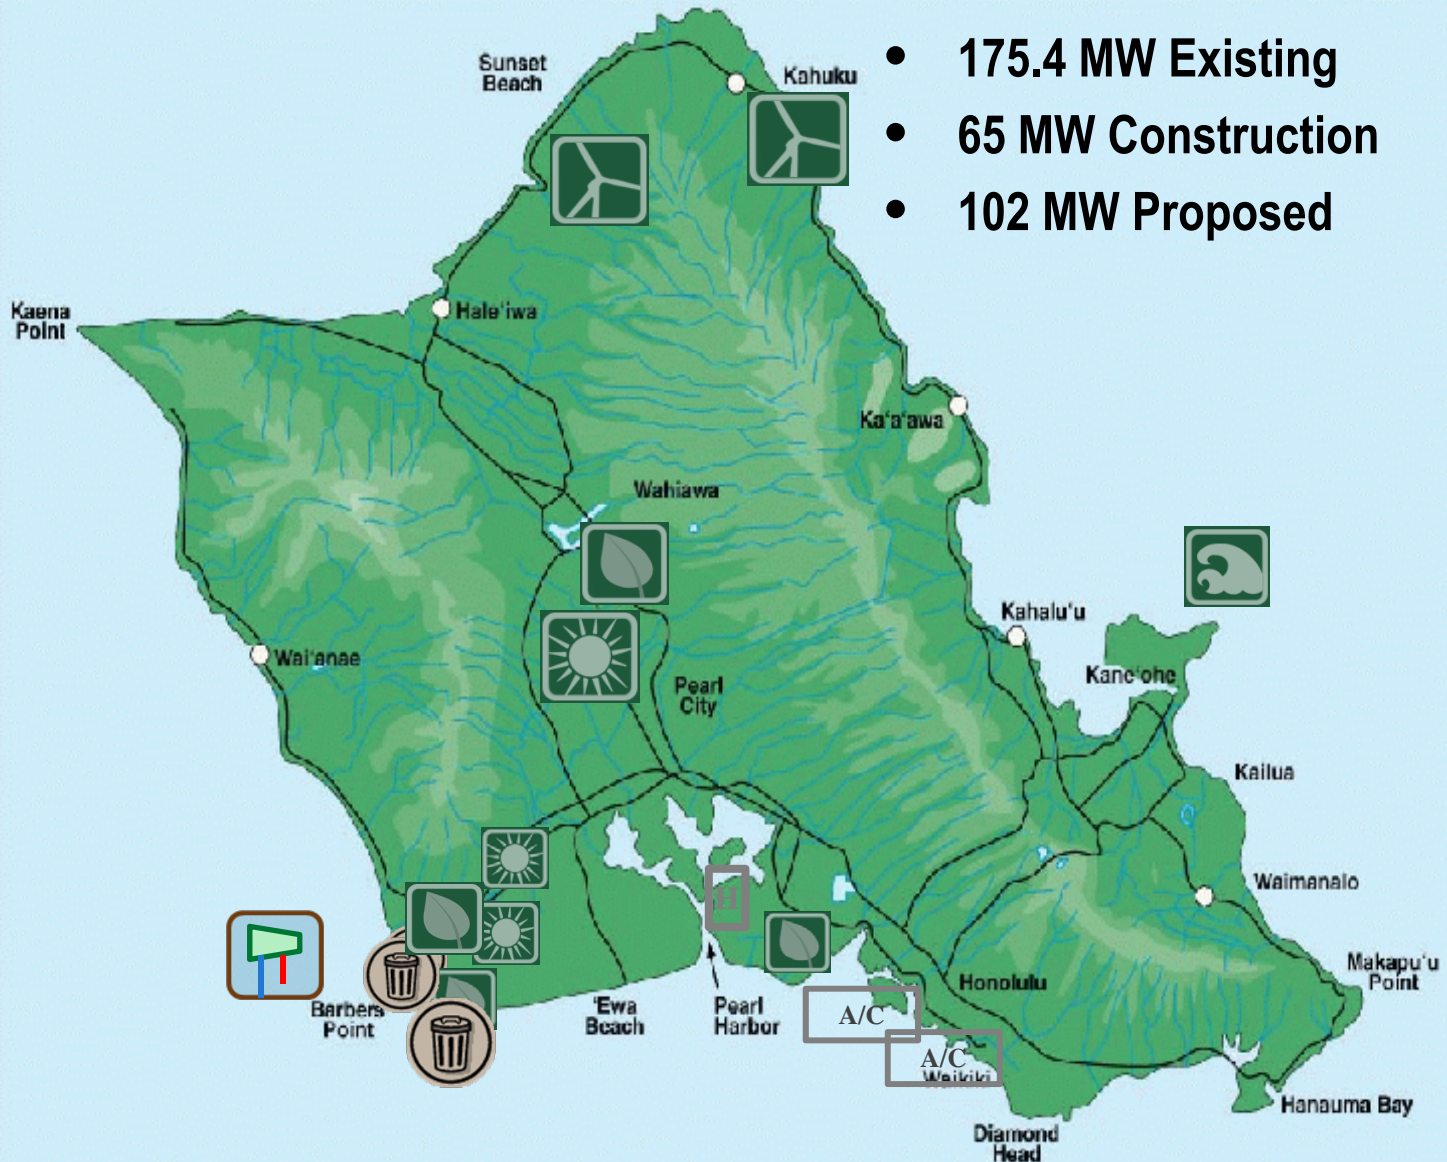 • 175.4 MW Existing
• 65 MW Construction
• 102 MW Proposed
Sunset
Beach
Kahuku
Kaena
Point
Hale'iwa
Ka'a'awa
Wahiawa
Kahalu'u
Wai'anae
Kane'ohe
Pearl
City
Kailua
Waimanalo
H
Makapu'u
Point
Honolulu
Barbers
Point
'Ewa
Beach
Pearl
Harbor
A/C
A/C
Waikiki
Hanauma Bay
Diamond
Head